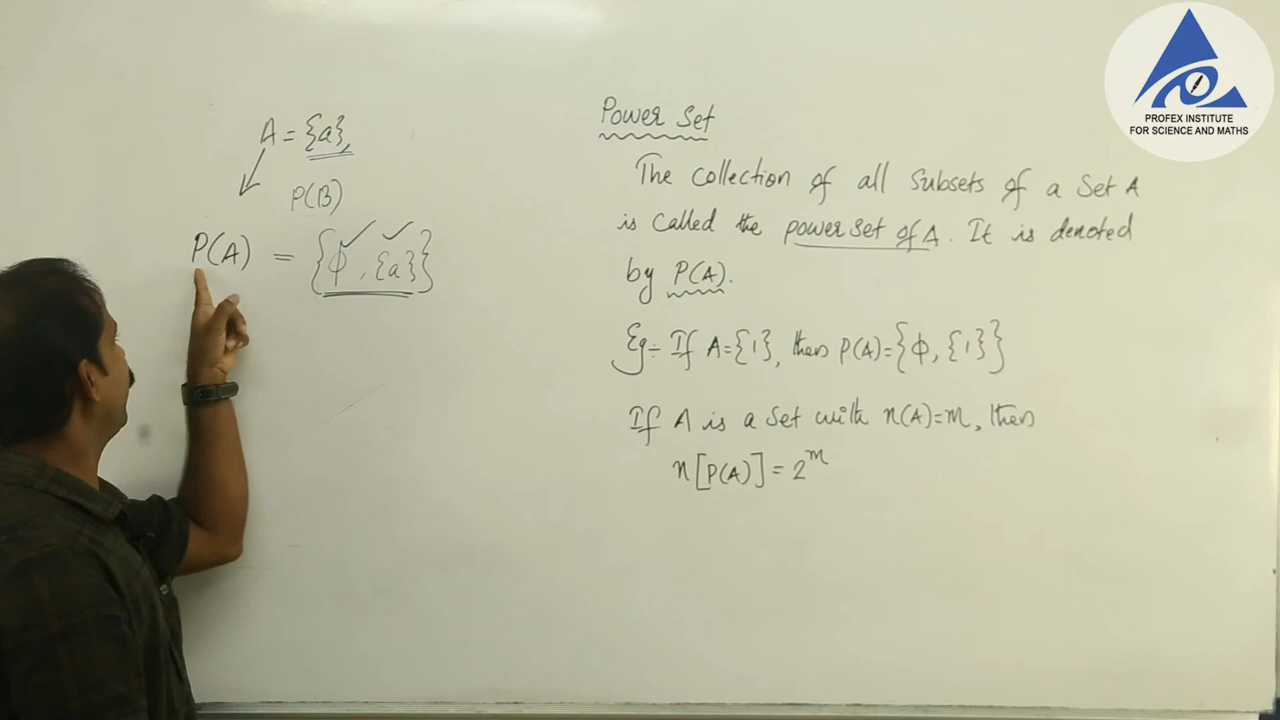 A = {a},
P(B)
P(A) = {ϕ, {a}}
Power Set
The collection of all subsets of a set A
is called the power set of A. It is denoted
by P(A).
Eg:- If A={1}, then P(A)={ϕ, {1}}
If A is a set with n(A)=m, then
n[P(A)] = 2^m
PROFEX INSTITUTE
FOR SCIENCE AND MATHS